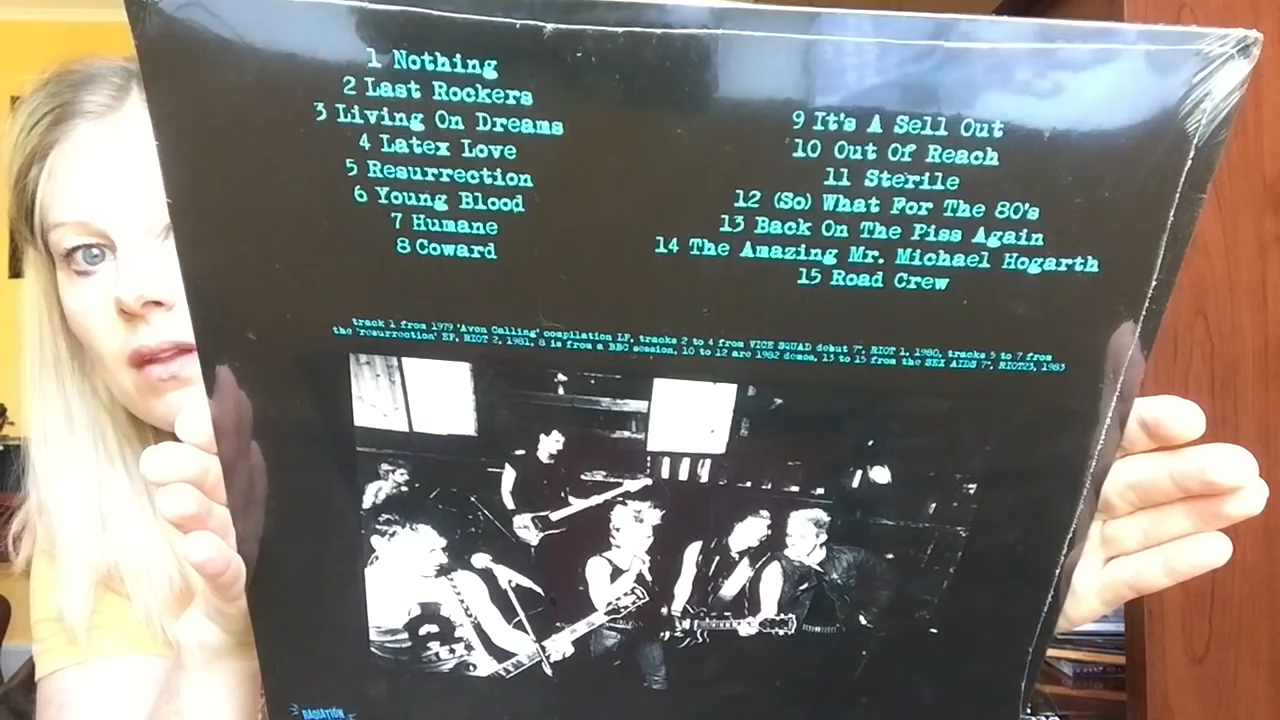 1 Nothing
2 Last Rockers
3 Living On Dreams
4 Latex Love
5 Resurrection
6 Young Blood
7 Humane
8 Coward
9 It's A Sell Out
10 Out Of Reach
11 Sterile
12 (So) What For The 80's
13 Back On The Piss Again
14 The Amazing Mr. Michael Hogarth
15 Road Crew
track 1 from 1979 'Avon Calling' compilation LP, tracks 2 to 4 from VICE SQUAD debut 7", RIOT 1, 1980, tracks 5 to 7 from
the 'resurrection' EP, RIOT 2, 1981, 8 is from a BBC session, 10 to 12 are 1982 demos, 13 to 15 from the SEX AIDS 7", RIOT23, 1983
RADIATION